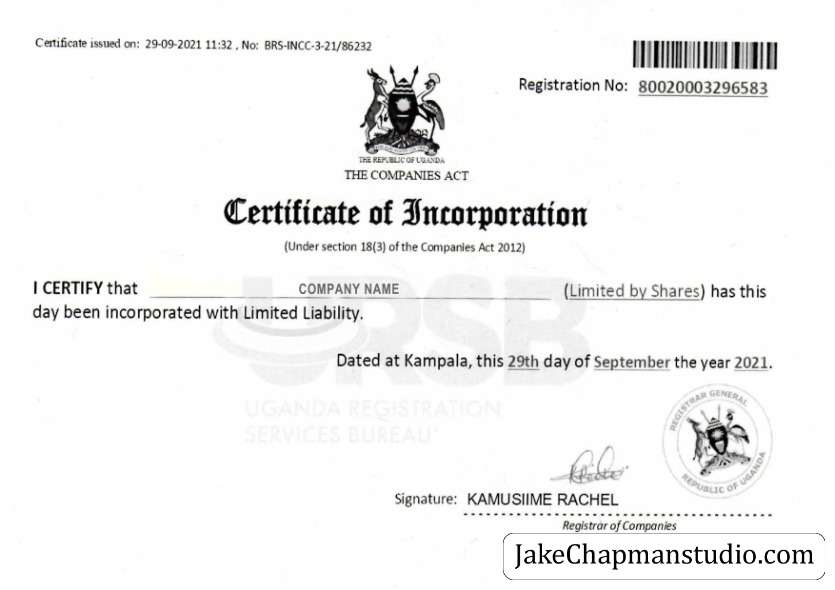 Certificate issued on: 29-09-2021 11:32 , No: BRS-INCC-3-21/86232
Registration No: 80020003296583
THE REPUBLIC OF UGANDA
THE COMPANIES ACT
Certificate of Incorporation
(Under section 18(3) of the Companies Act 2012)
I CERTIFY that COMPANY NAME (Limited by Shares) has this
day been incorporated with Limited Liability.
URSB
Dated at Kampala, this 29th day of September the year 2021.
UGANDA REGISTRATION
SERVICES BUREAU
REGISTRAR GENERAL
REPUBLIC OF UGANDA
Signature: KAMUSIIME RACHEL
Registrar of Companies
JakeChapmanstudio.com